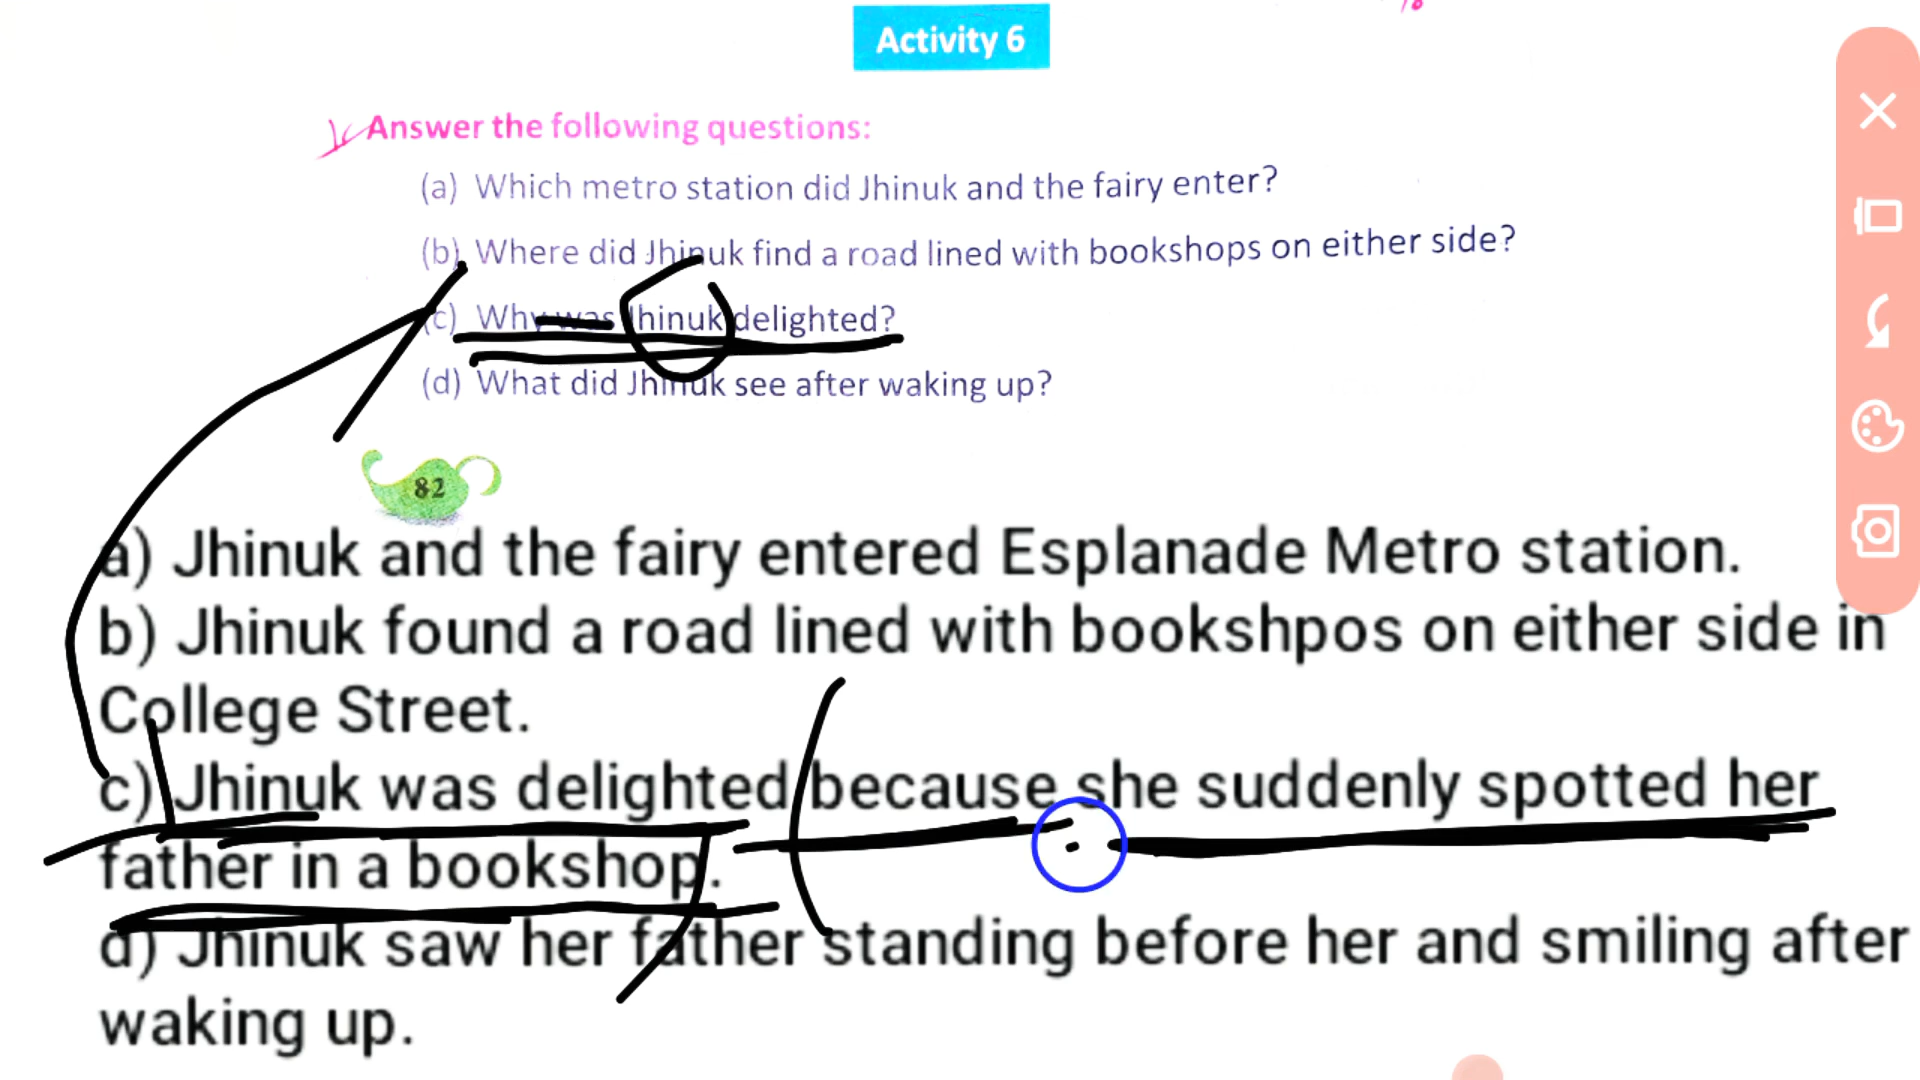 Activity 6
Answer the following questions:
(a) Which metro station did Jhinuk and the fairy enter?
(b) Where did Jhinuk find a road lined with bookshops on either side?
(c) Why was Jhinuk delighted?
(d) What did Jhinuk see after waking up?
82
a) Jhinuk and the fairy entered Esplanade Metro station.
b) Jhinuk found a road lined with bookshpos on either side in
College Street.
c) Jhinuk was delighted because she suddenly spotted her
father in a bookshop.
d) Jhinuk saw her father standing before her and smiling after
waking up.